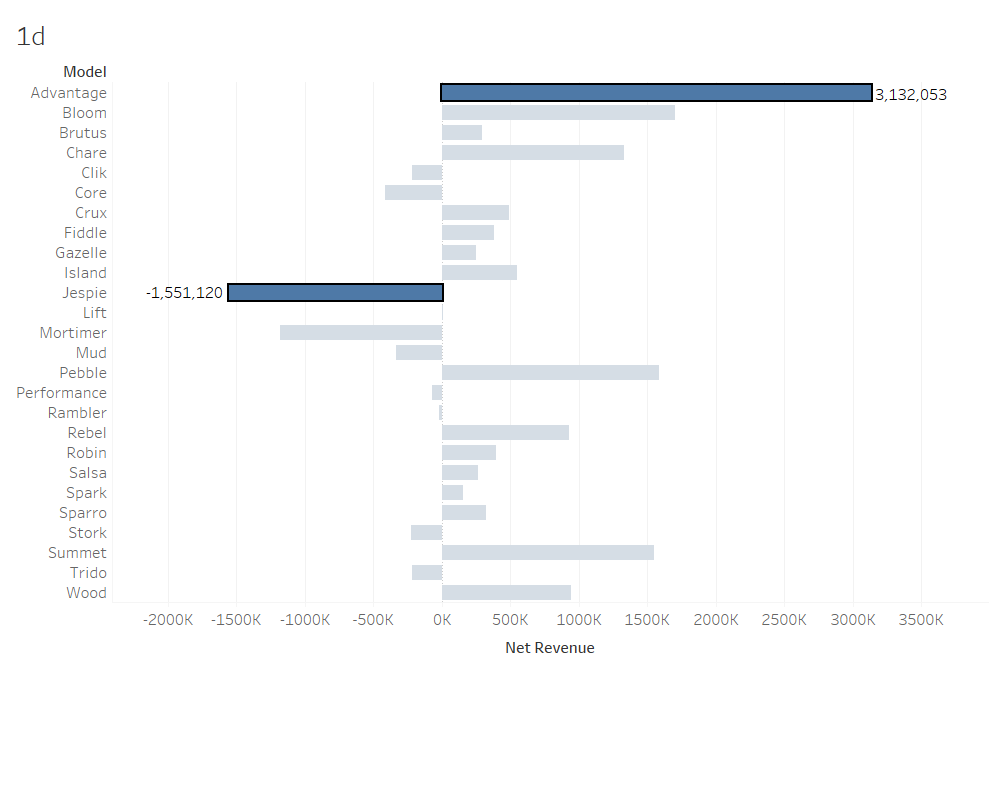 1d
Model
Advantage 3,132,053
Bloom
Brutus
Chare
Clik
Core
Crux
Fiddle
Gazelle
Island
Jespie -1,551,120
Lift
Mortimer
Mud
Pebble
Performance
Rambler
Rebel
Robin
Salsa
Spark
Sparro
Stork
Summet
Trido
Wood
-2000K -1500K -1000K -500K 0K 500K 1000K 1500K 2000K 2500K 3000K 3500K
Net Revenue